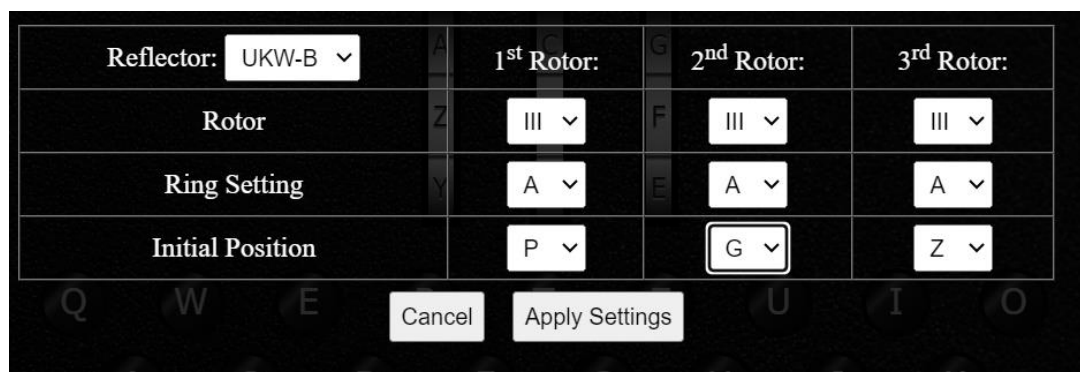 Reflector: UKW-B 1st Rotor: 2nd Rotor: 3rd Rotor:
Rotor III III III
Ring Setting A A A
Initial Position P G Z
Cancel Apply Settings
A G
Z F
Y E
Q W E U I O